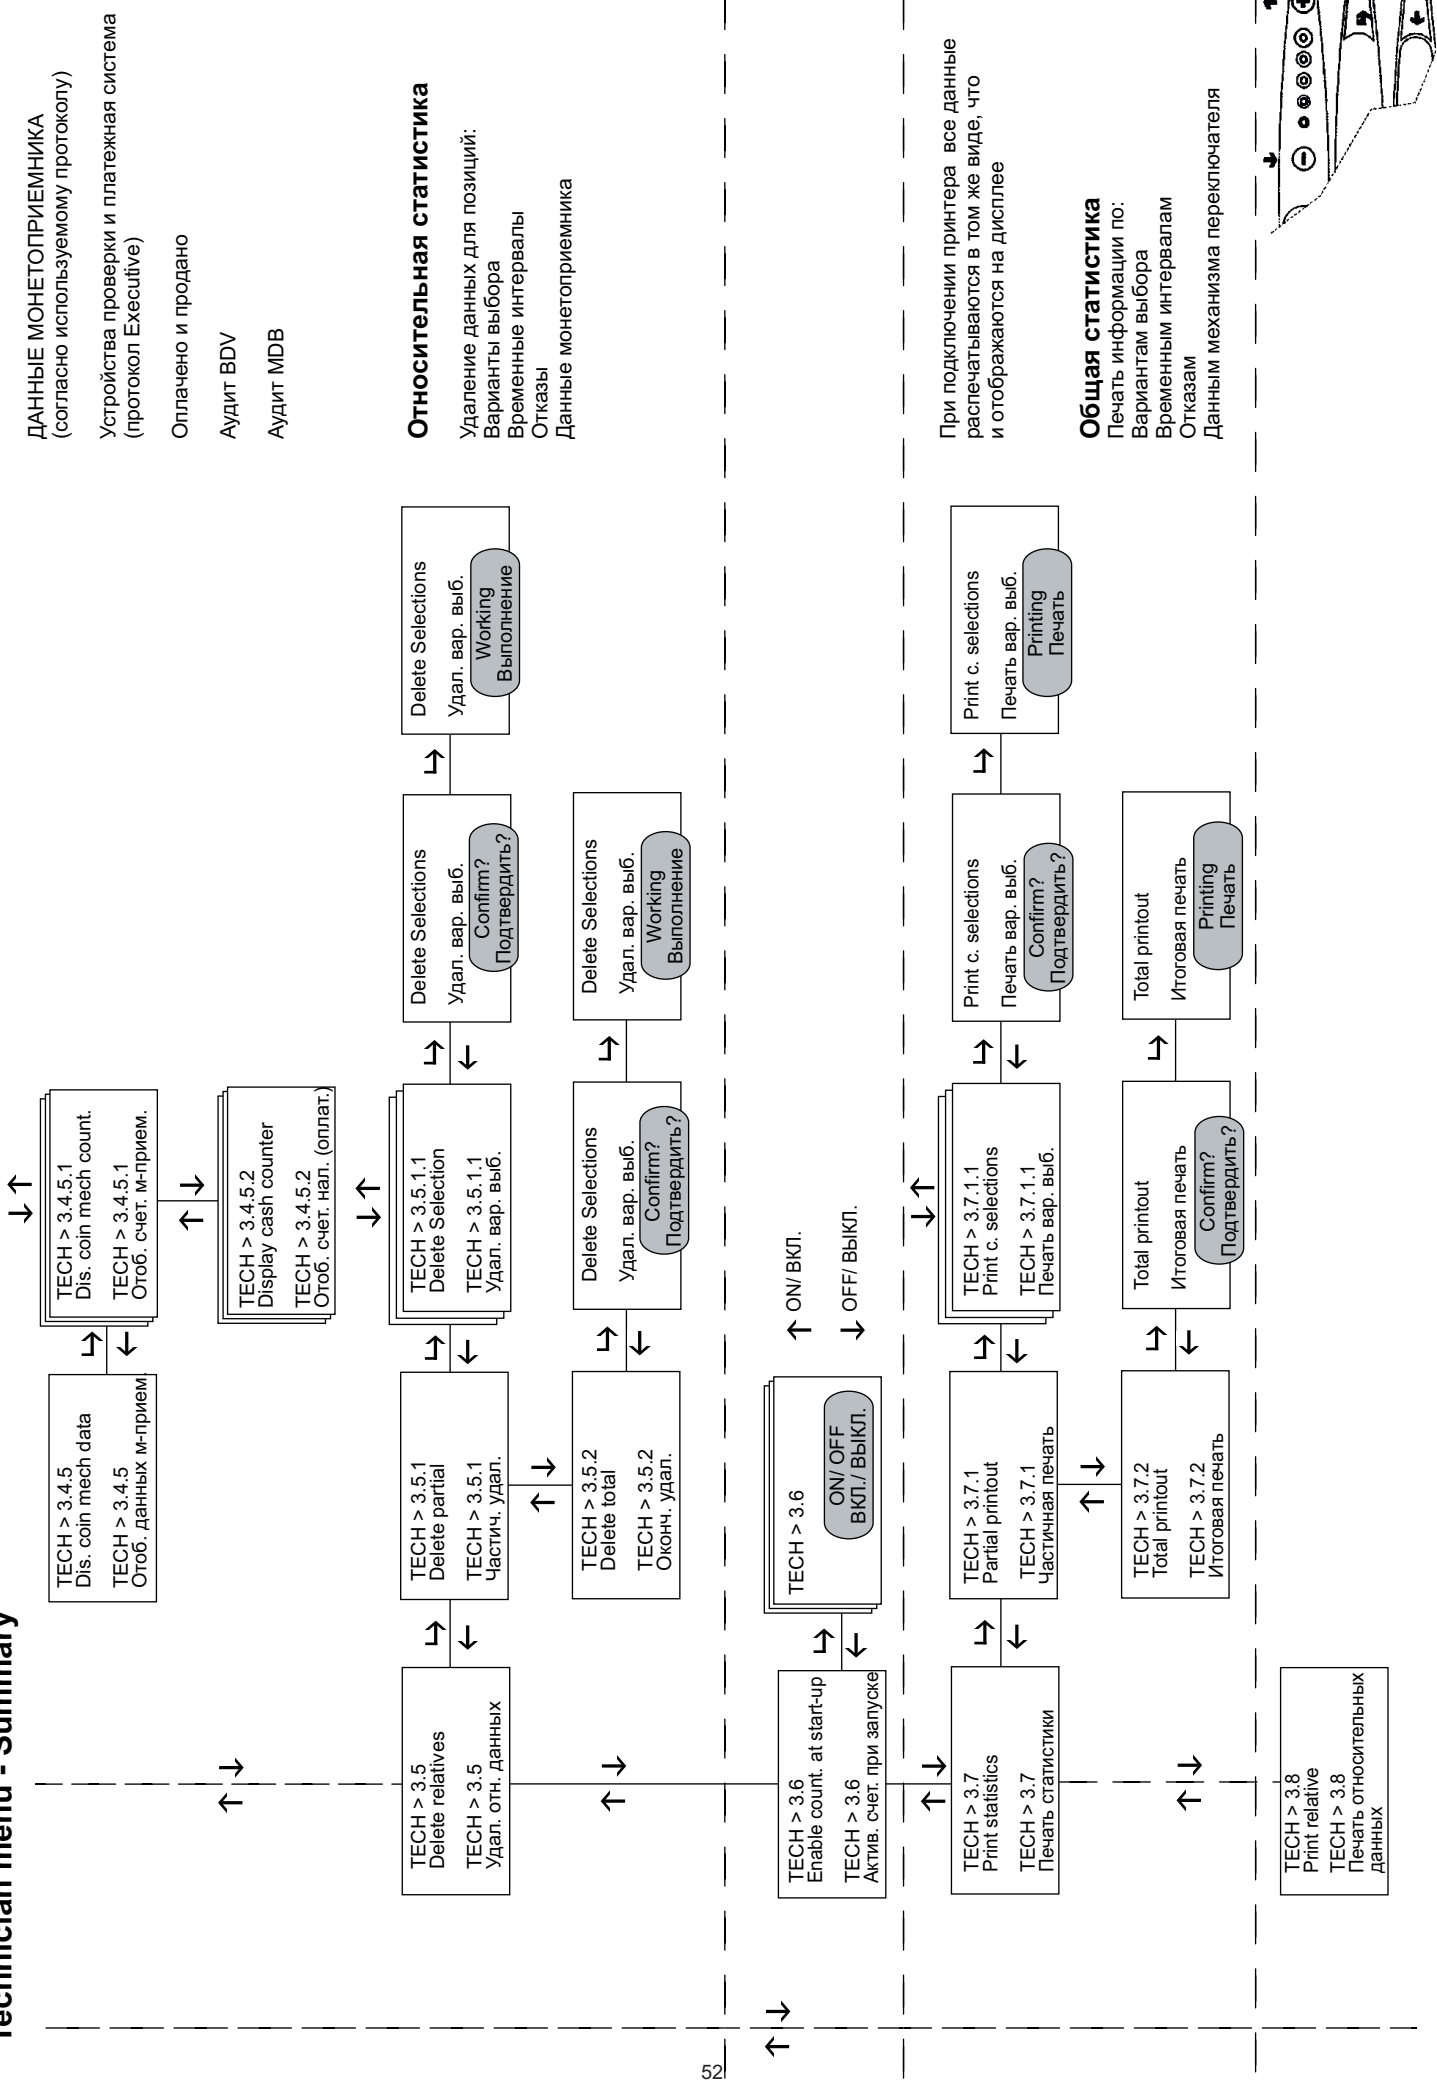 Technician menu - Summary
TECH > 3.4.5
Dis. coin mech data
TECH > 3.4.5
Отоб. данных м-прием.
TECH > 3.4.5.1
Dis. coin mech count.
TECH > 3.4.5.1
Отоб. счет. м-прием.
TECH > 3.4.5.2
Display cash counter
TECH > 3.4.5.2
Отоб. счет. нал. (оплат.)
ДАННЫЕ МОНЕТОПРИЕМНИКА
(согласно используемому протоколу)
Устройства проверки и платежная система
(протокол Executive)
Оплачено и продано
Аудит BDV
Аудит MDB
TECH > 3.5
Delete relatives
TECH > 3.5
Удал. отн. данных
TECH > 3.5.1
Delete partial
TECH > 3.5.1
Частич. удал.
TECH > 3.5.1.1
Delete Selection
TECH > 3.5.1.1
Удал. вар. выб.
Delete Selections
Удал. вар. выб.
Confirm?
Подтвердить?
Delete Selections
Удал. вар. выб.
Working
Выполнение
TECH > 3.5.2
Delete total
TECH > 3.5.2
Оконч. удал.
Delete Selections
Удал. вар. выб.
Confirm?
Подтвердить?
Delete Selections
Удал. вар. выб.
Working
Выполнение
Относительная статистика
Удаление данных для позиций:
Варианты выбора
Временные интервалы
Отказы
Данные монетоприемника
TECH > 3.6
Enable count. at start-up
TECH > 3.6
Актив. счет. при запуске
TECH > 3.6
ON/ OFF
ВКЛ./ ВЫКЛ.
↑ ON/ ВКЛ.
↓ OFF/ ВЫКЛ.
TECH > 3.7
Print statistics
TECH > 3.7
Печать статистики
TECH > 3.7.1
Partial printout
TECH > 3.7.1
Частичная печать
TECH > 3.7.1.1
Print c. selections
TECH > 3.7.1.1
Печать вар. выб.
Print c. selections
Печать вар. выб.
Confirm?
Подтвердить?
Print c. selections
Печать вар. выб.
Printing
Печать
TECH > 3.7.2
Total printout
TECH > 3.7.2
Итоговая печать
Total printout
Итоговая печать
Confirm?
Подтвердить?
Total printout
Итоговая печать
Printing
Печать
При подключении принтера все данные
распечатываются в том же виде, что
и отображаются на дисплее
Общая статистика
Печать информации по:
Вариантам выбора
Временным интервалам
Отказам
Данным механизма переключателя
TECH > 3.8
Print relative
TECH > 3.8
Печать относительных
данных
52